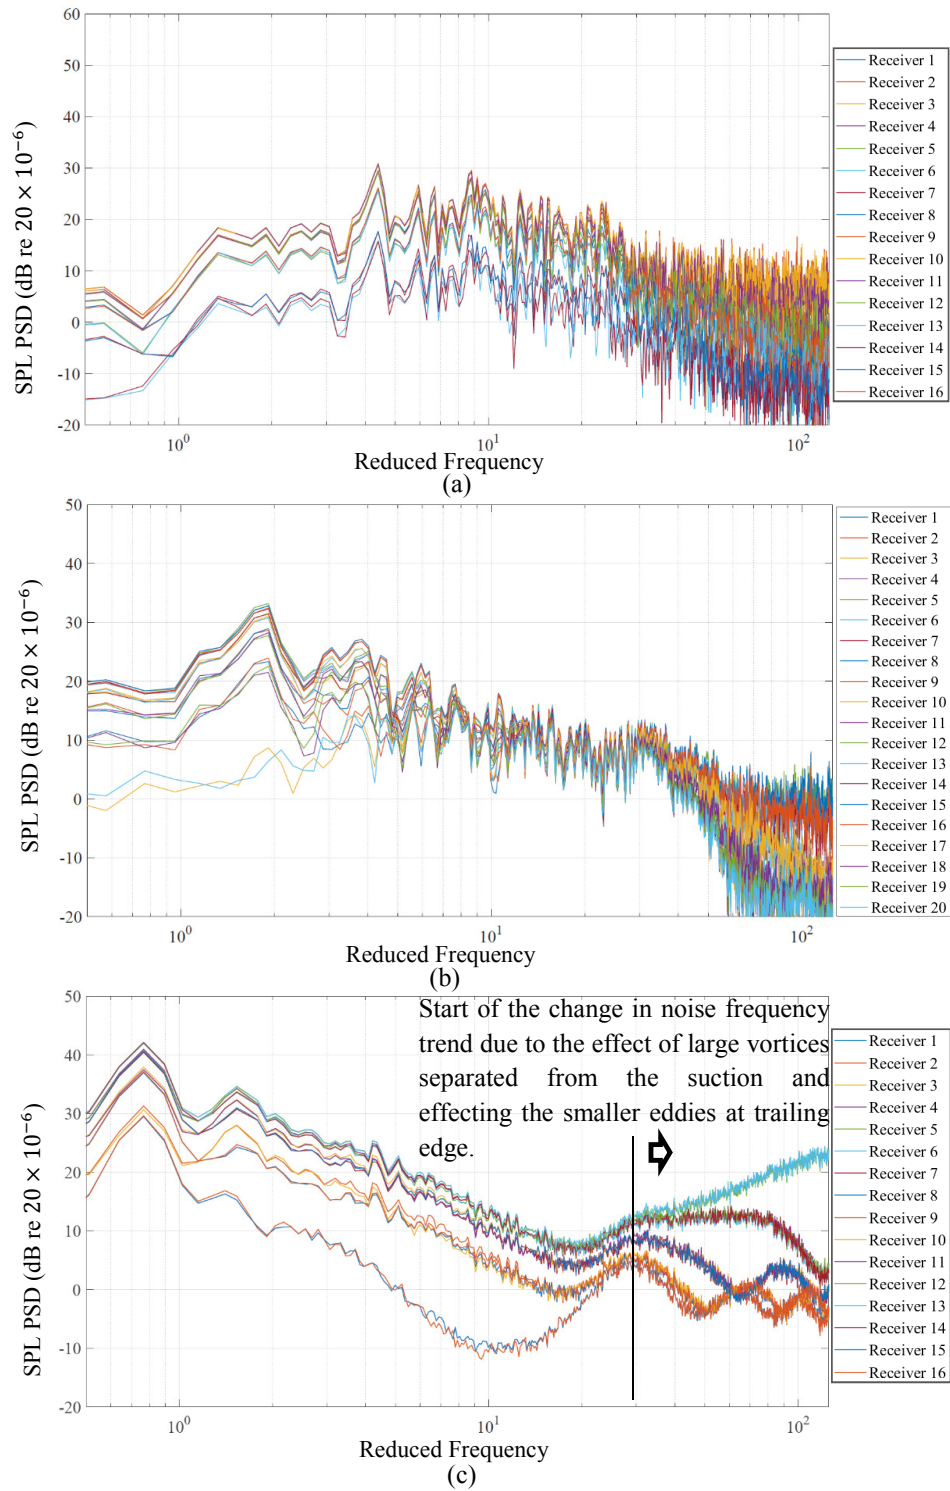 60
50
40
30
20
10
0
-10
-20
SPL PSD (dB re 20 × 10⁻⁶)
10⁰
10¹
10²
Reduced Frequency
(a)
Receiver 1
Receiver 2
Receiver 3
Receiver 4
Receiver 5
Receiver 6
Receiver 7
Receiver 8
Receiver 9
Receiver 10
Receiver 11
Receiver 12
Receiver 13
Receiver 14
Receiver 15
Receiver 16
50
40
30
20
10
0
-10
-20
SPL PSD (dB re 20 × 10⁻⁶)
10⁰
10¹
10²
Reduced Frequency
(b)
Receiver 1
Receiver 2
Receiver 3
Receiver 4
Receiver 5
Receiver 6
Receiver 7
Receiver 8
Receiver 9
Receiver 10
Receiver 11
Receiver 12
Receiver 13
Receiver 14
Receiver 15
Receiver 16
Receiver 17
Receiver 18
Receiver 19
Receiver 20
50
40
30
20
10
0
-10
-20
SPL PSD (dB re 20 × 10⁻⁶)
Start of the change in noise frequency
trend due to the effect of large vortices
separated from the suction and
effecting the smaller eddies at trailing
edge.
10⁰
10¹
10²
Reduced Frequency
(c)
Receiver 1
Receiver 2
Receiver 3
Receiver 4
Receiver 5
Receiver 6
Receiver 7
Receiver 8
Receiver 9
Receiver 10
Receiver 11
Receiver 12
Receiver 13
Receiver 14
Receiver 15
Receiver 16